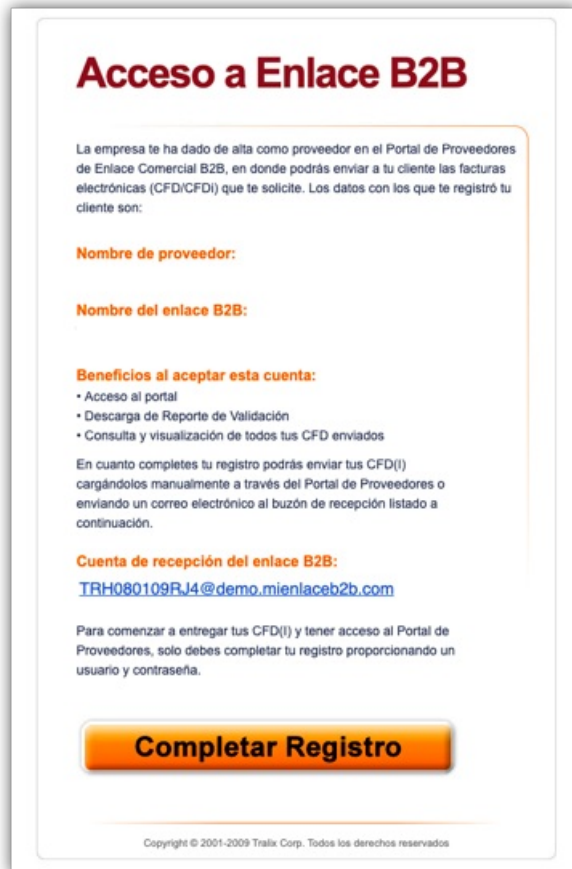 Acceso a Enlace B2B
La empresa te ha dado de alta como proveedor en el Portal de Proveedores
de Enlace Comercial B2B, en donde podrás enviar a tu cliente las facturas
electrónicas (CFD/CFDI) que te solicite. Los datos con los que te registró tu
cliente son:
Nombre de proveedor:
Nombre del enlace B2B:
Beneficios al aceptar esta cuenta:
• Acceso al portal
• Descarga de Reporte de Validación
• Consulta y visualización de todos tus CFD enviados
En cuanto completes tu registro podrás enviar tus CFD(I)
cargándolos manualmente a través del Portal de Proveedores o
enviando un correo electrónico al buzón de recepción listado a
continuación.
Cuenta de recepción del enlace B2B:
TRH080109RJ4@demo.mienlaceb2b.com
Para comenzar a entregar tus CFD(I) y tener acceso al Portal de
Proveedores, solo debes completar tu registro proporcionando un
usuario y contraseña.
Completar Registro
Copyright © 2001-2009 Tralix Corp. Todos los derechos reservados